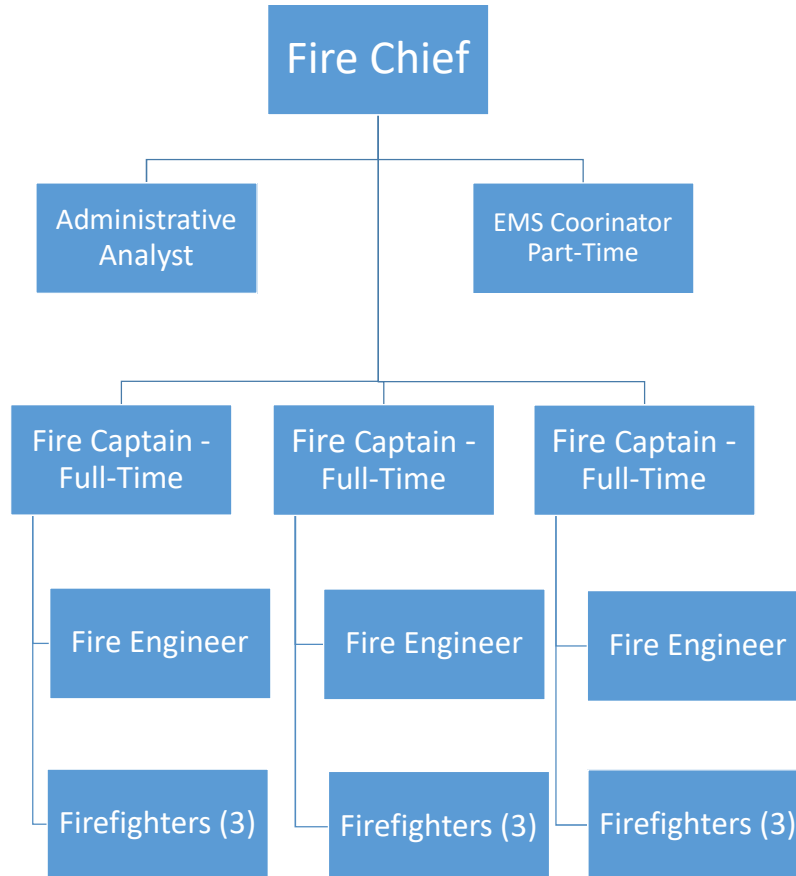 Fire Chief
Administrative
Analyst
EMS Coorinator
Part-Time
Fire Captain -
Full-Time
Fire Captain -
Full-Time
Fire Captain -
Full-Time
Fire Engineer
Fire Engineer
Fire Engineer
Firefighters (3)
Firefighters (3)
Firefighters (3)